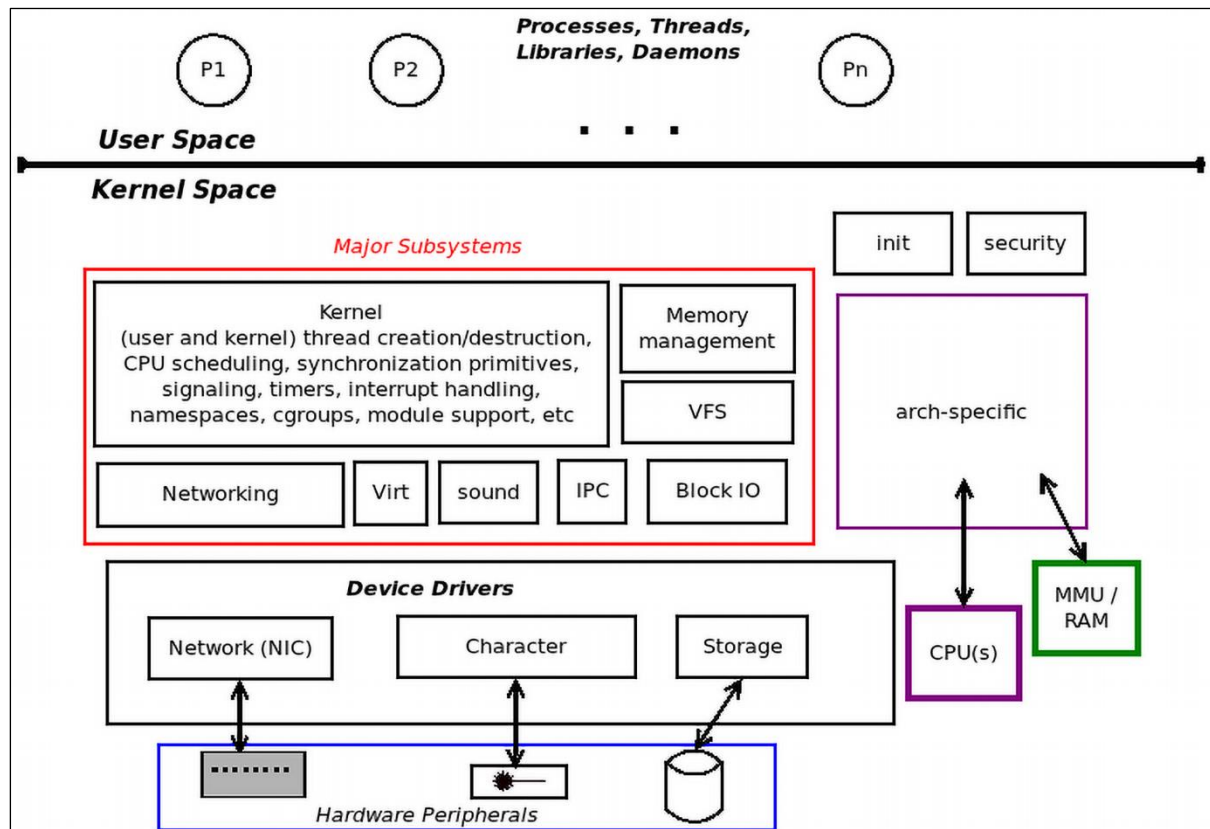 Processes, Threads,
Libraries, Daemons
P1
P2
Pn
. . .
User Space
Kernel Space
Major Subsystems
init
security
Kernel
(user and kernel) thread creation/destruction,
CPU scheduling, synchronization primitives,
signaling, timers, interrupt handling,
namespaces, cgroups, module support, etc
Memory
management
VFS
arch-specific
Networking
Virt
sound
IPC
Block IO
Device Drivers
Network (NIC)
Character
Storage
CPU(s)
MMU /
RAM
Hardware Peripherals